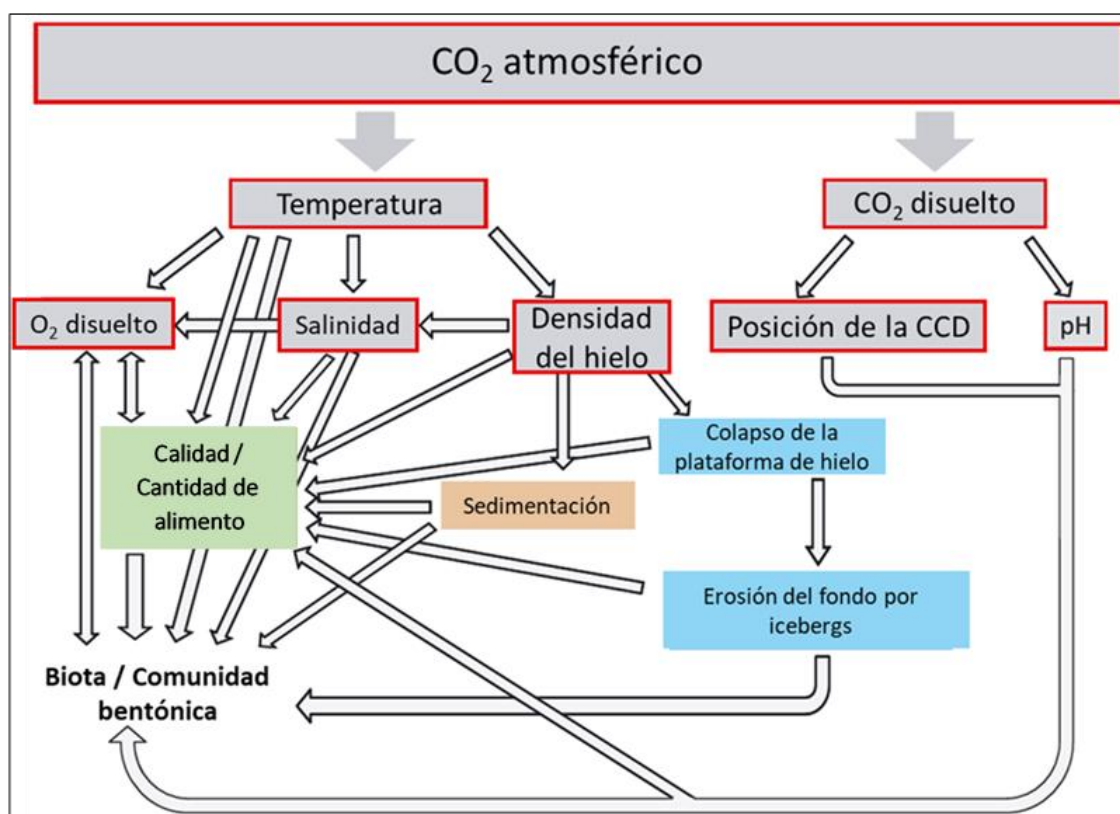 CO₂ atmosférico
Temperatura
CO₂ disuelto
O₂ disuelto
Salinidad
Densidad
del hielo
Posición de la CCD
pH
Calidad /
Cantidad de
alimento
Colapso de la
plataforma de hielo
Sedimentación
Erosión del fondo por
icebergs
Biota / Comunidad
bentónica